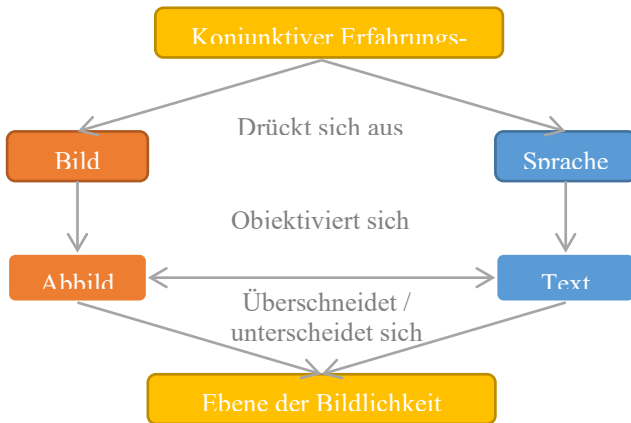 Konjunktiver Erfahrungs-
Drückt sich aus
Bild
Sprache
Objektiviert sich
Abbild
Text
Überschneidet /
unterscheidet sich
Ebene der Bildlichkeit